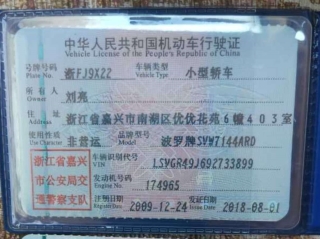 中华人民共和国机动车行驶证
Vehicle License of the People's Republic of China
号牌号码 Plate No. 浙FJ9X22 车辆类型 Vehicle Type 小型轿车
所有人 Owner 刘亮
住址 Address 浙江省嘉兴市南湖区优优花苑6幢403室
使用性质 Use Character 非营运 品牌型号 Model 波罗牌SVW7144ARD
浙江省嘉兴市公安局交通警察支队
车辆识别代号 VIN LSVGR49J692733899
发动机号码 Engine No. 174965
注册日期 Register Date 2009-12-24 发证日期 Issue Date 2018-08-01